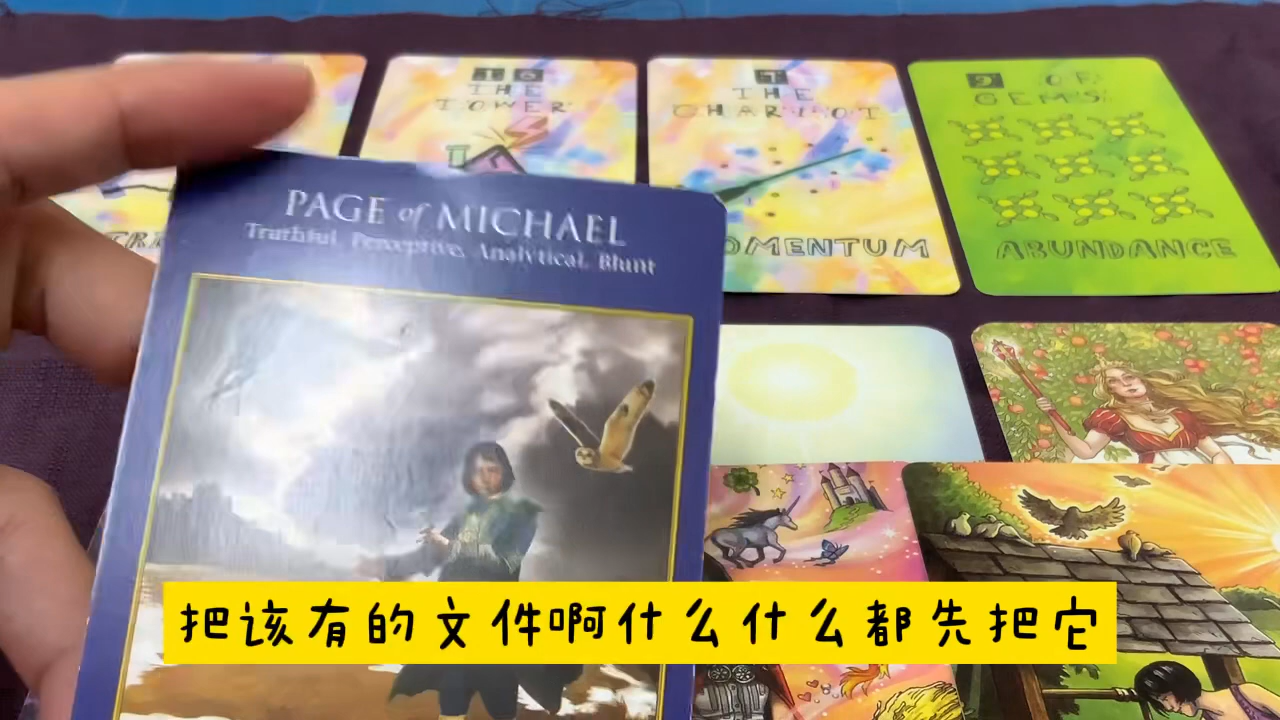 16
THE
TOWER
7
THE
CHARIOT
MOMENTUM
9 OF
GEMS
ABUNDANCE
PAGE of MICHAEL
Truthful, Perceptive, Analytical, Blunt
把该有的文件啊什么什么都先把它